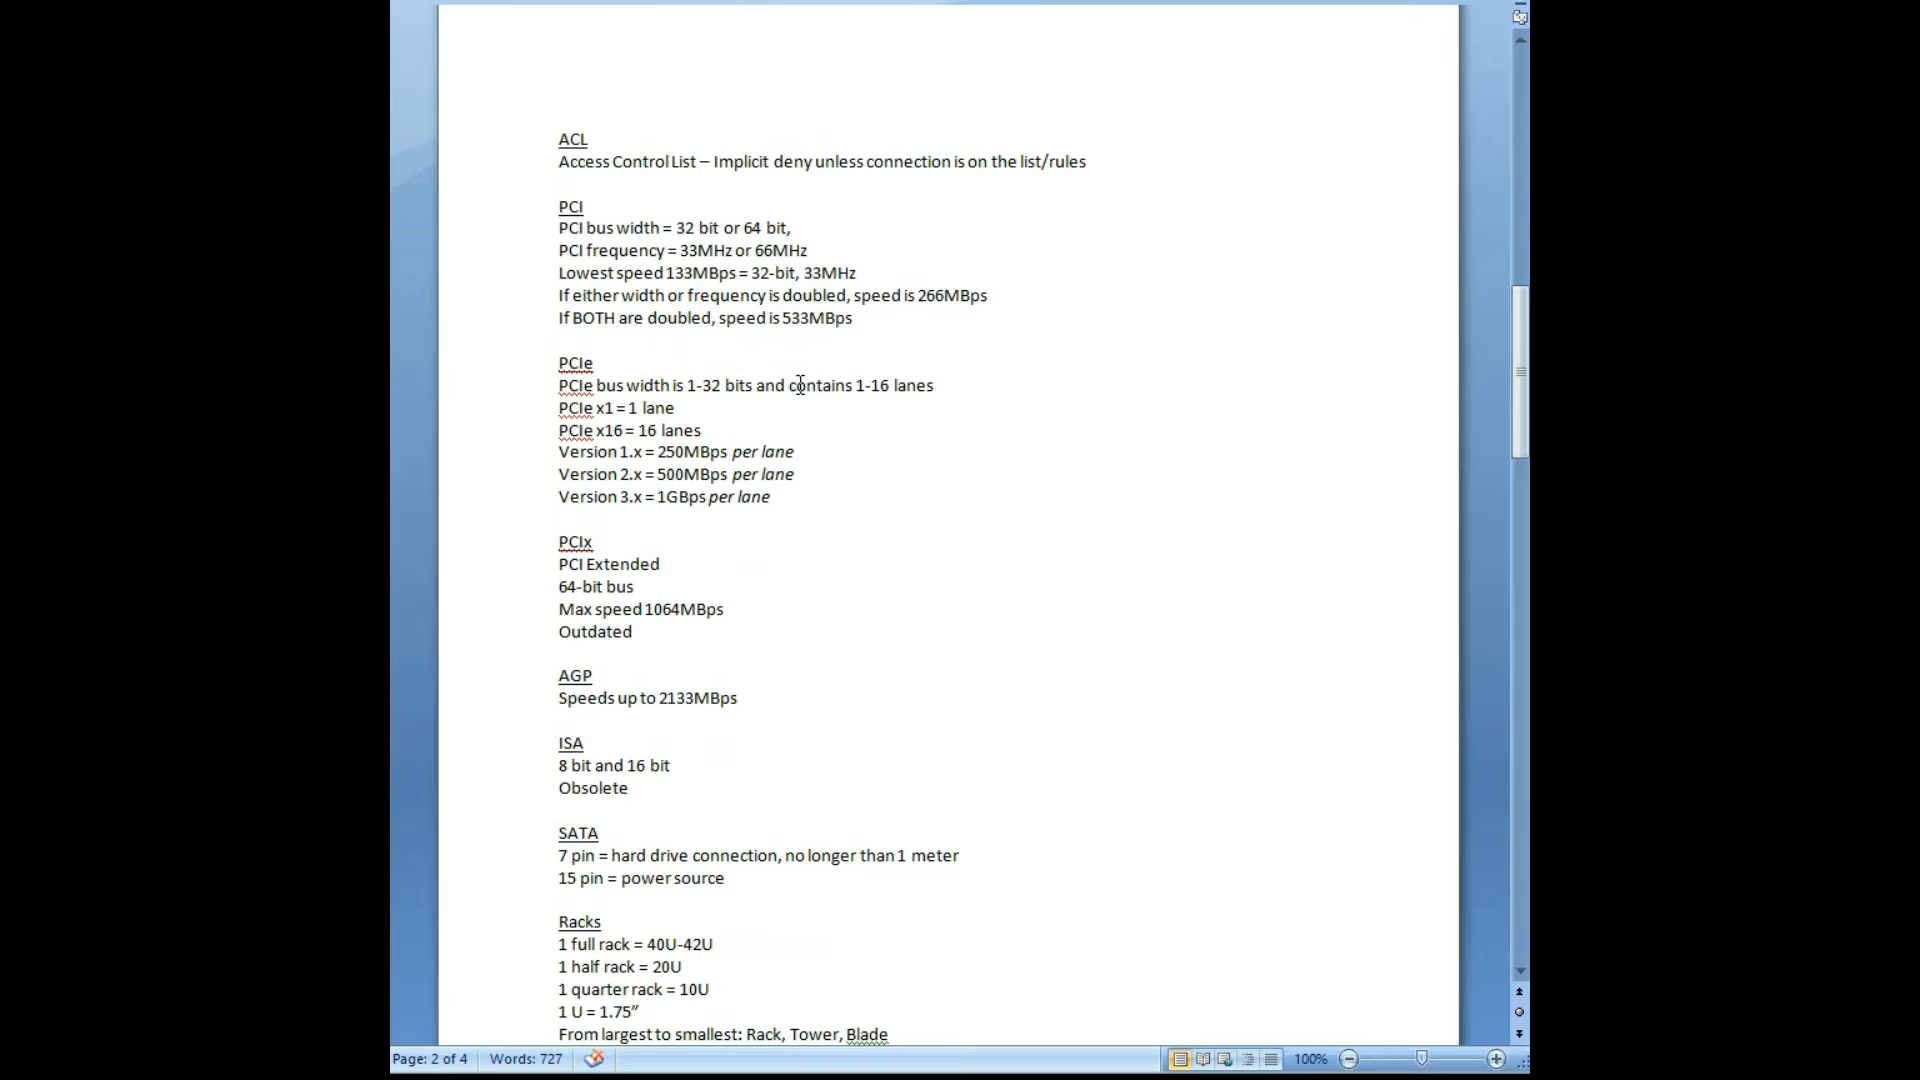 ACL
Access Control List – Implicit deny unless connection is on the list/rules
PCI
PCI bus width = 32 bit or 64 bit,
PCI frequency = 33MHz or 66MHz
Lowest speed 133MBps = 32-bit, 33MHz
If either width or frequency is doubled, speed is 266MBps
If BOTH are doubled, speed is 533MBps
PCIe
PCIe bus width is 1-32 bits and contains 1-16 lanes
PCIe x1 = 1 lane
PCIe x16 = 16 lanes
Version 1.x = 250MBps per lane
Version 2.x = 500MBps per lane
Version 3.x = 1GBps per lane
PCIx
PCI Extended
64-bit bus
Max speed 1064MBps
Outdated
AGP
Speeds up to 2133MBps
ISA
8 bit and 16 bit
Obsolete
SATA
7 pin = hard drive connection, no longer than 1 meter
15 pin = power source
Racks
1 full rack = 40U-42U
1 half rack = 20U
1 quarter rack = 10U
1 U = 1.75”
From largest to smallest: Rack, Tower, Blade
Page: 2 of 4 Words: 727 100%